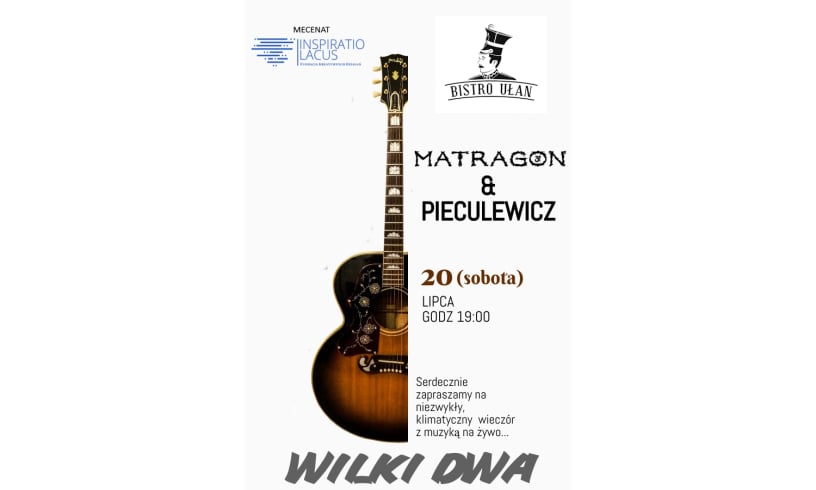 MECENAT
INSPIRATIO
LACUS
BISTRO UŁAN
MATRAGON
&
PIECULEWICZ
20 (sobota)
LIPCA
GODZ 19:00
Serdecznie
zapraszamy na
niezwykły,
klimatyczny wieczór
z muzyką na żywo...
WILKI DWA